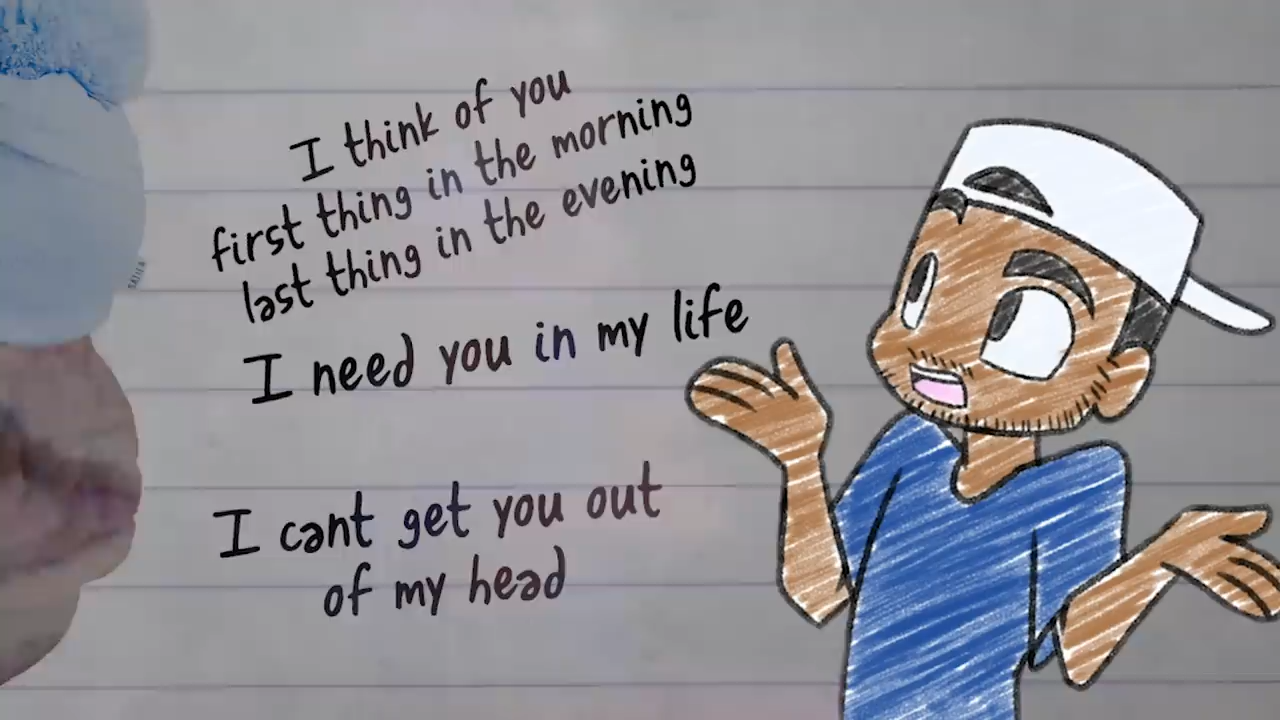 I think of you
first thing in the morning
last thing in the evening
I need you in my life
I cant get you out
of my head